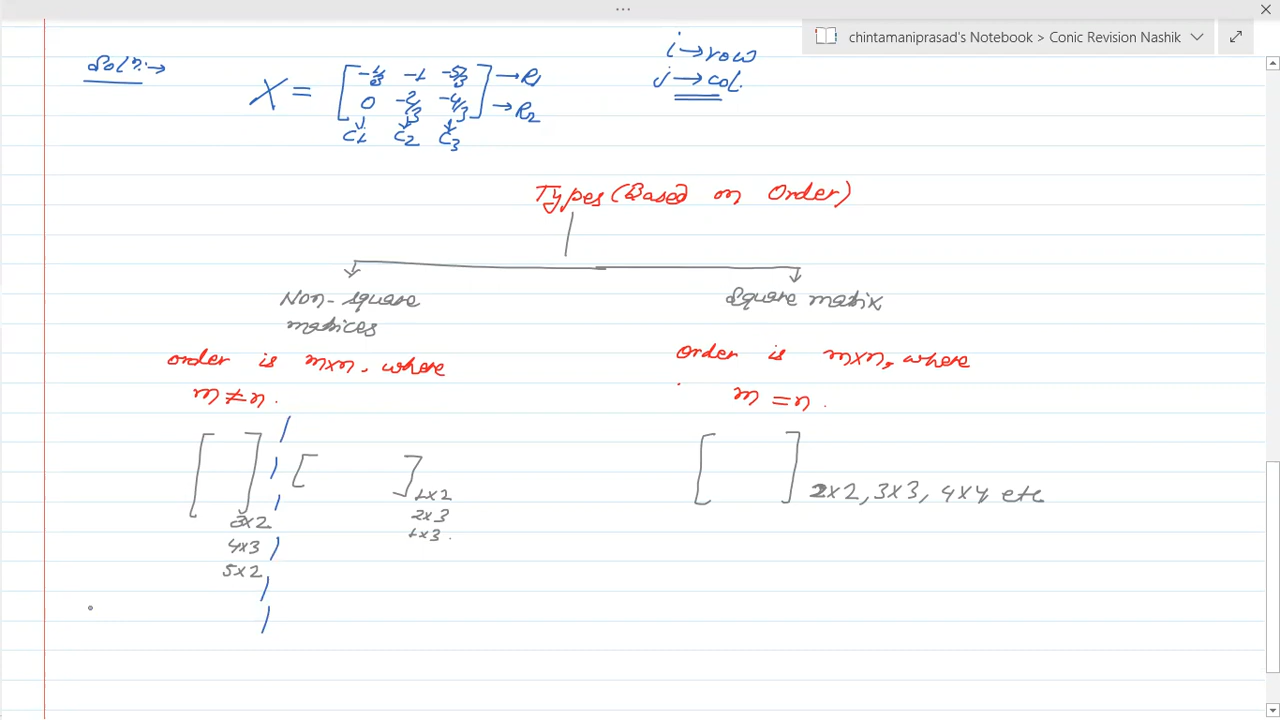 ...
chintamaniprasad's Notebook > Conic Revision Nashik
Soln:→
i → row
j → col.
X = [ -1/3 -1 -5/3 ] → R1
[ 0 -2/3 -4/3 ] → R2
C1 C2 C3
Types (Based on Order)
Non-square
matrices
Square matrix
order is m×n, where
m ≠ n.
order is m×n, where
m = n.
[ ] 3×2
4×3
5×2
[ ] 1×2
2×3
1×3.
[ ] 2×2, 3×3, 4×4 etc